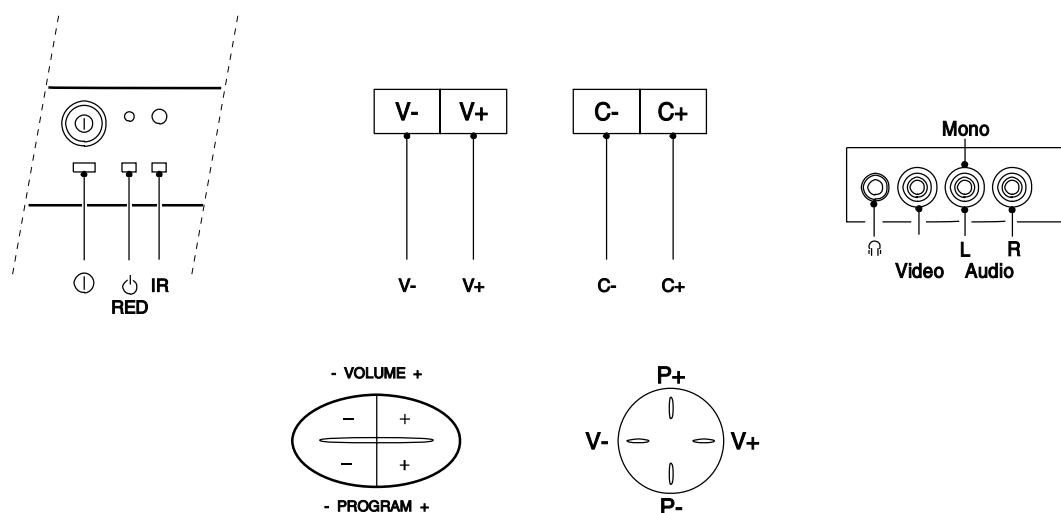 V- V+ C- C+
Mono
IR
RED
V- V+ C- C+
L R
Video Audio
- VOLUME +
- +
- +
- PROGRAM +
P+
V- V+
P-